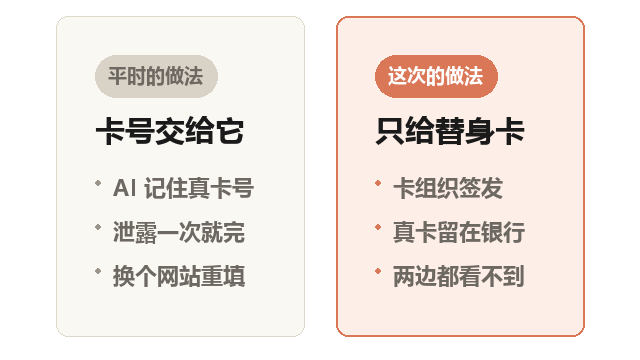 平时的做法
卡号交给它
AI 记住真卡号
泄露一次就完
换个网站重填
这次的做法
只给替身卡
卡组织签发
真卡留在银行
两边都看不到